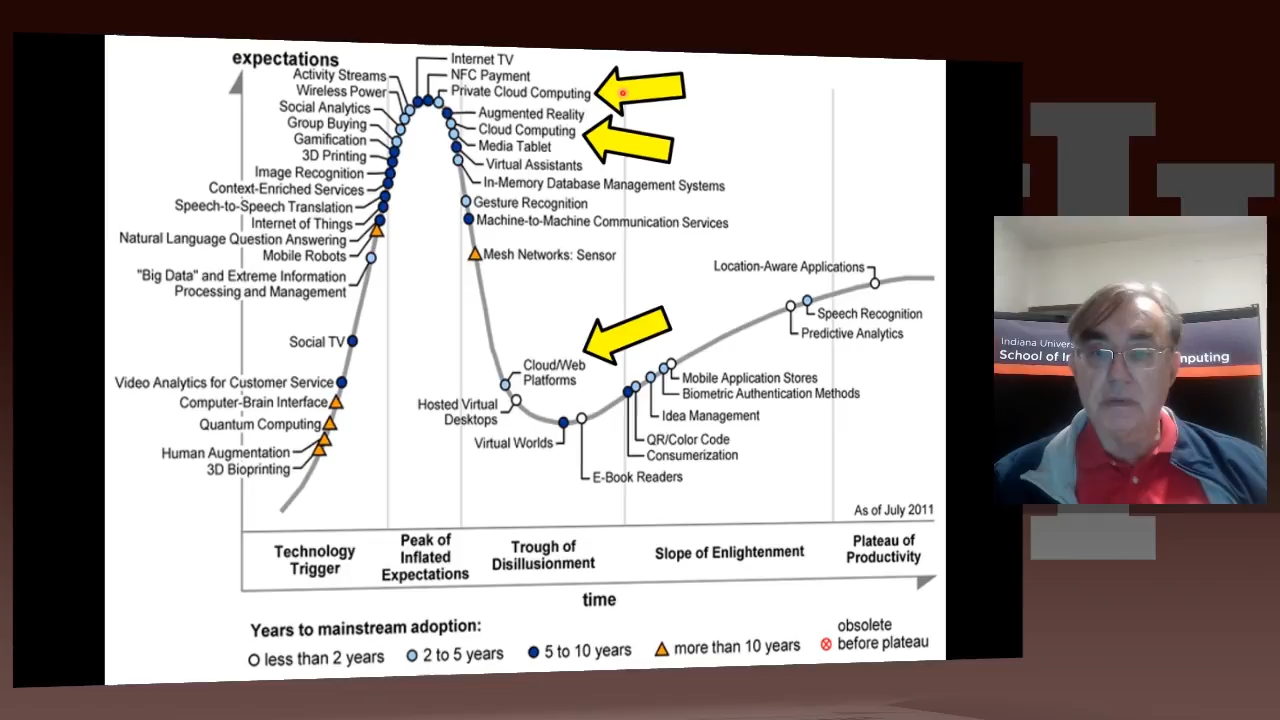 expectations
Internet TV
Activity Streams
NFC Payment
Wireless Power
Private Cloud Computing
Social Analytics
Augmented Reality
Group Buying
Cloud Computing
Gamification
Media Tablet
3D Printing
Virtual Assistants
Image Recognition
In-Memory Database Management Systems
Context-Enriched Services
Gesture Recognition
Speech-to-Speech Translation
Machine-to-Machine Communication Services
Internet of Things
Natural Language Question Answering
Mesh Networks: Sensor
Mobile Robots
"Big Data" and Extreme Information
Processing and Management
Location-Aware Applications
Speech Recognition
Predictive Analytics
Social TV
Cloud/Web
Platforms
Video Analytics for Customer Service
Mobile Application Stores
Biometric Authentication Methods
Computer-Brain Interface
Hosted Virtual
Desktops
Idea Management
Quantum Computing
Virtual Worlds
QR/Color Code
Human Augmentation
Consumerization
3D Bioprinting
E-Book Readers
As of July 2011
Technology
Trigger
Peak of
Inflated
Expectations
Trough of
Disillusionment
Slope of Enlightenment
Plateau of
Productivity
time
Years to mainstream adoption:
less than 2 years
2 to 5 years
5 to 10 years
more than 10 years
obsolete
before plateau
Indiana
School of
puting